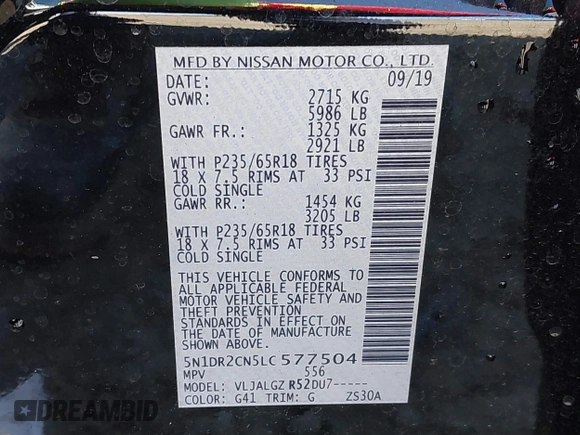 MFD BY NISSAN MOTOR CO., LTD.
DATE: 09/19
GVWR: 2715 KG
5986 LB
GAWR FR.: 1325 KG
2921 LB
WITH P235/65R18 TIRES
18 X 7.5 RIMS AT 33 PSI
COLD SINGLE
GAWR RR.: 1454 KG
3205 LB
WITH P235/65R18 TIRES
18 X 7.5 RIMS AT 33 PSI
COLD SINGLE
THIS VEHICLE CONFORMS TO
ALL APPLICABLE FEDERAL
MOTOR VEHICLE SAFETY AND
THEFT PREVENTION
STANDARDS IN EFFECT ON
THE DATE OF MANUFACTURE
SHOWN ABOVE.
5N1DR2CN5LC577504
MPV 556
MODEL: VLJALGZ R52DU7-----
COLOR: G41 TRIM: G ZS30A
STEPFORBID